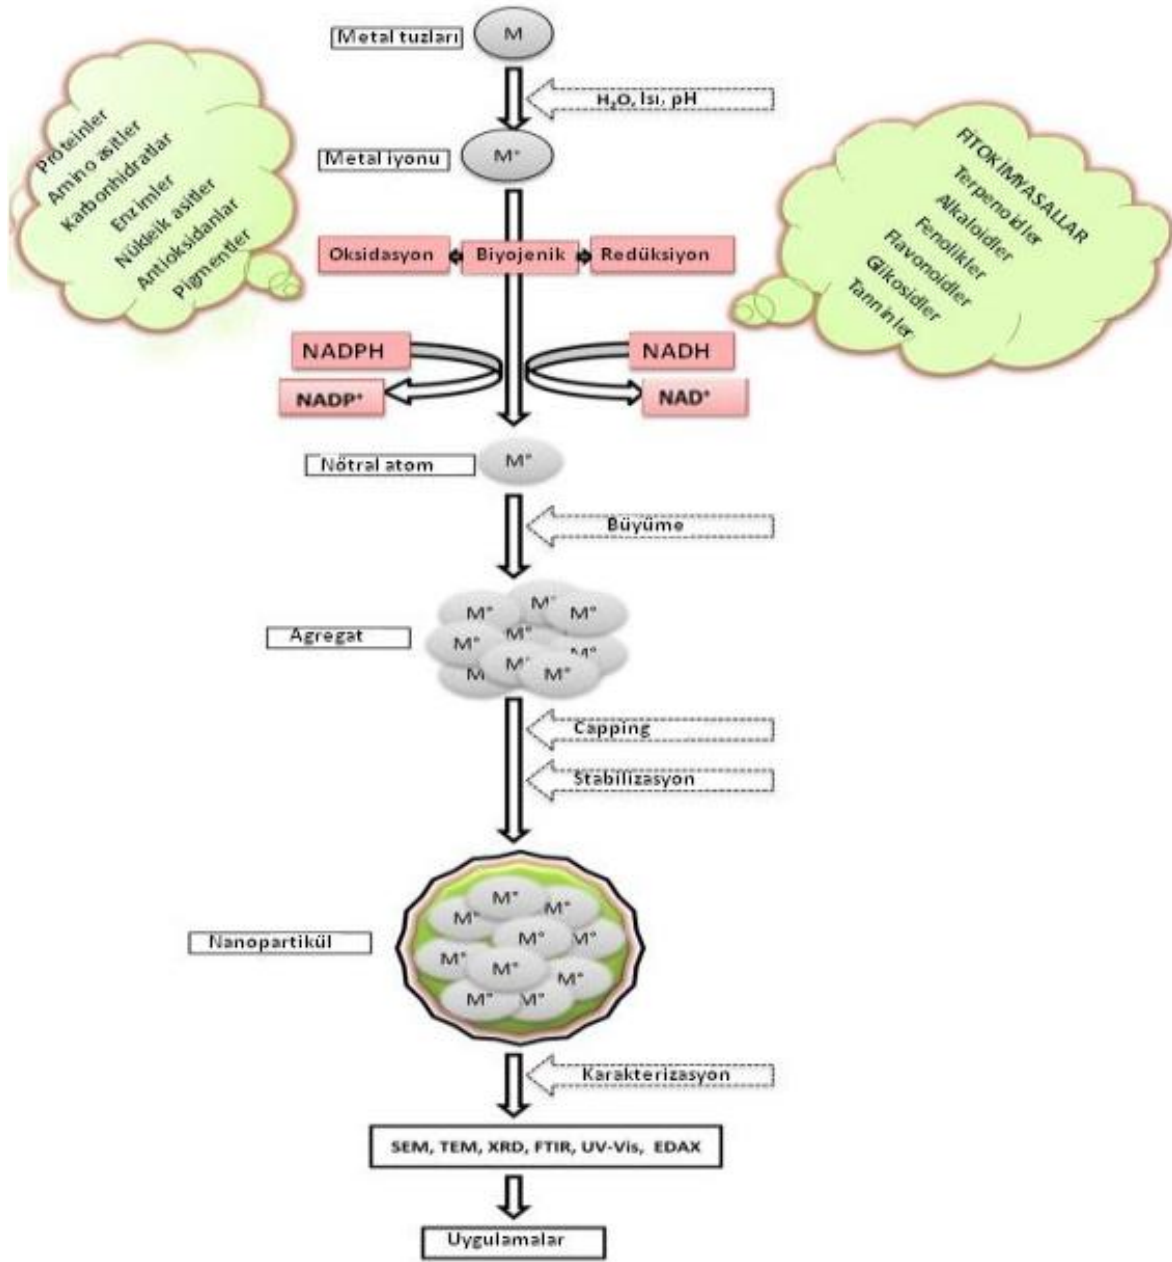 Metal tuzları
M
H₂O, Isı, pH
Metal iyonu
M⁺
Proteinler
Amino asitler
Karbonhidratlar
Enzimler
Nükleik asitler
Antioksidanlar
Pigmentler
FİTOKİMYASALLAR
Terpenoidler
Alkaloidler
Fenolikler
Flavonoidler
Glikosidler
Tanninler
Oksidasyon
Biyojenik
Redüksiyon
NADPH
NADH
NADP⁺
NAD⁺
Nötral atom
M°
Büyüme
Agregat
M°
M°
M°
M°
M°
M°
M°
M
M°
Capping
Stabilizasyon
Nanopartikül
M°
M°
M°
M°
M°
M°
M°
M°
M°
M°
Karakterizasyon
SEM, TEM, XRD, FTIR, UV-Vis, EDAX
Uygulamalar